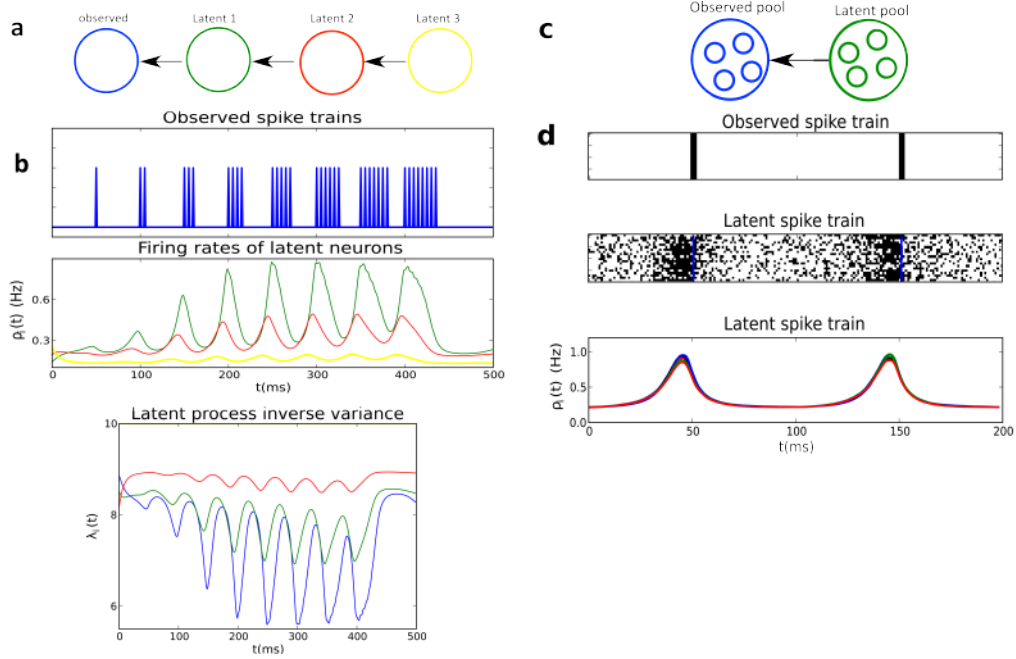 a
observed
Latent 1
Latent 2
Latent 3
b
Observed spike trains
Firing rates of latent neurons
ρi(t) (Hz)
0.6
0.3
0
100
200
300
400
500
t(ms)
Latent process inverse variance
λi(t)
10
8
6
0
100
200
300
400
500
t(ms)
c
Observed pool
Latent pool
d
Observed spike train
Latent spike train
Latent spike train
ρi(t) (Hz)
1.0
0.5
0.0
0
50
100
150
200
t(ms)